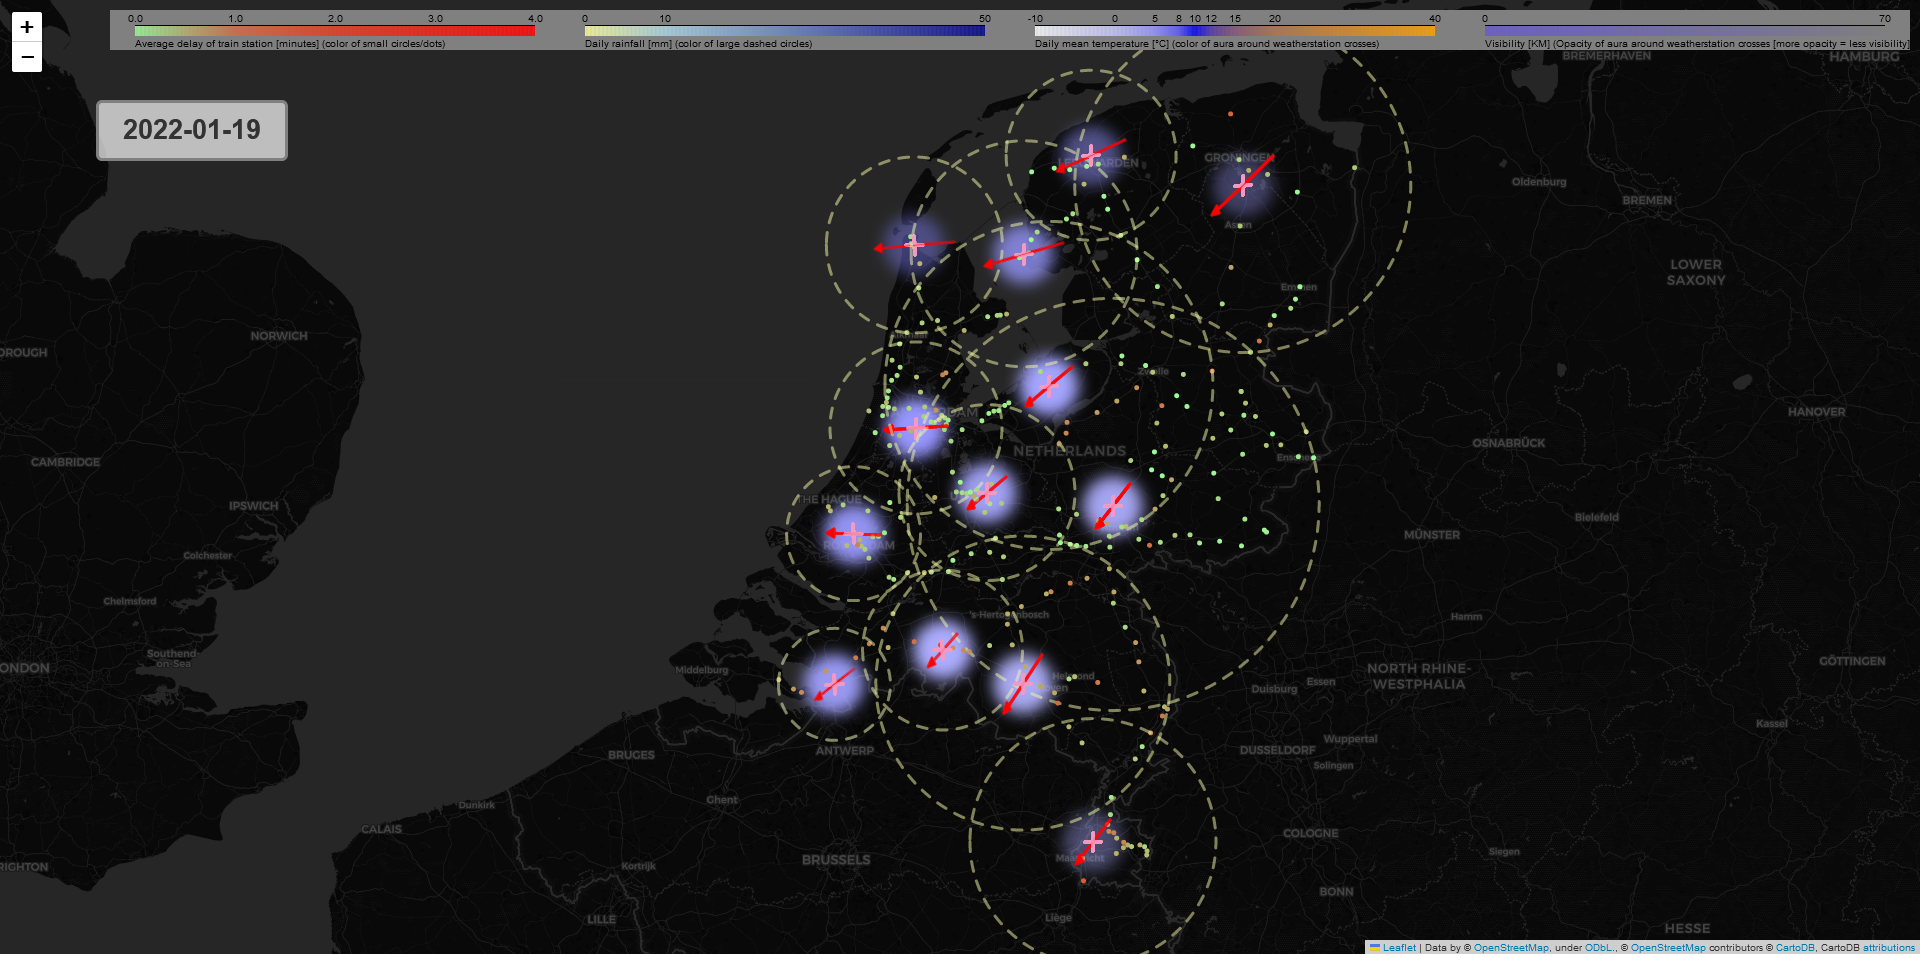 +
−
0.0 1.0 2.0 3.0 4.0
Average delay of train station [minutes] (color of small circles/dots)
0 10 50
Daily rainfall [mm] (color of large dashed circles)
-10 0 5 8 10 12 15 20 40
Daily mean temperature [°C] (color of aura around weatherstation crosses)
0 70
Visibility [KM] (Opacity of aura around weatherstation crosses [more opacity = less visibility]
2022-01-19
BREMERHAVEN
HAMBURG
GRONINGEN
Oldenburg
BREMEN
Assen
LOWER
SAXONY
Emmen
NORWICH
OROUGH
Zwolle
HANOVER
OSNABRÜCK
NETHERLANDS
CAMBRIDGE
THE HAGUE
IPSWICH
Bielefeld
MÜNSTER
Colchester
Chelmsford
's-Hertogenbosch
Hamm
Southend-
on Sea
ONDON
Middelburg
NORTH RHINE-
WESTPHALIA
GÖTTINGEN
Essen
Duisburg
Kassel
BRUGES
ANTWERP
DUSSELDORF
Wuppertal
Solingen
Ghent
Dunkirk
CALAIS
COLOGNE
Siegen
BRUSSELS
Maastricht
Kortrijk
RIGHTON
BONN
LILLE
Liège
HESSE
Leaflet | Data by © OpenStreetMap, under ODbL., © OpenStreetMap contributors © CartoDB, CartoDB attributions